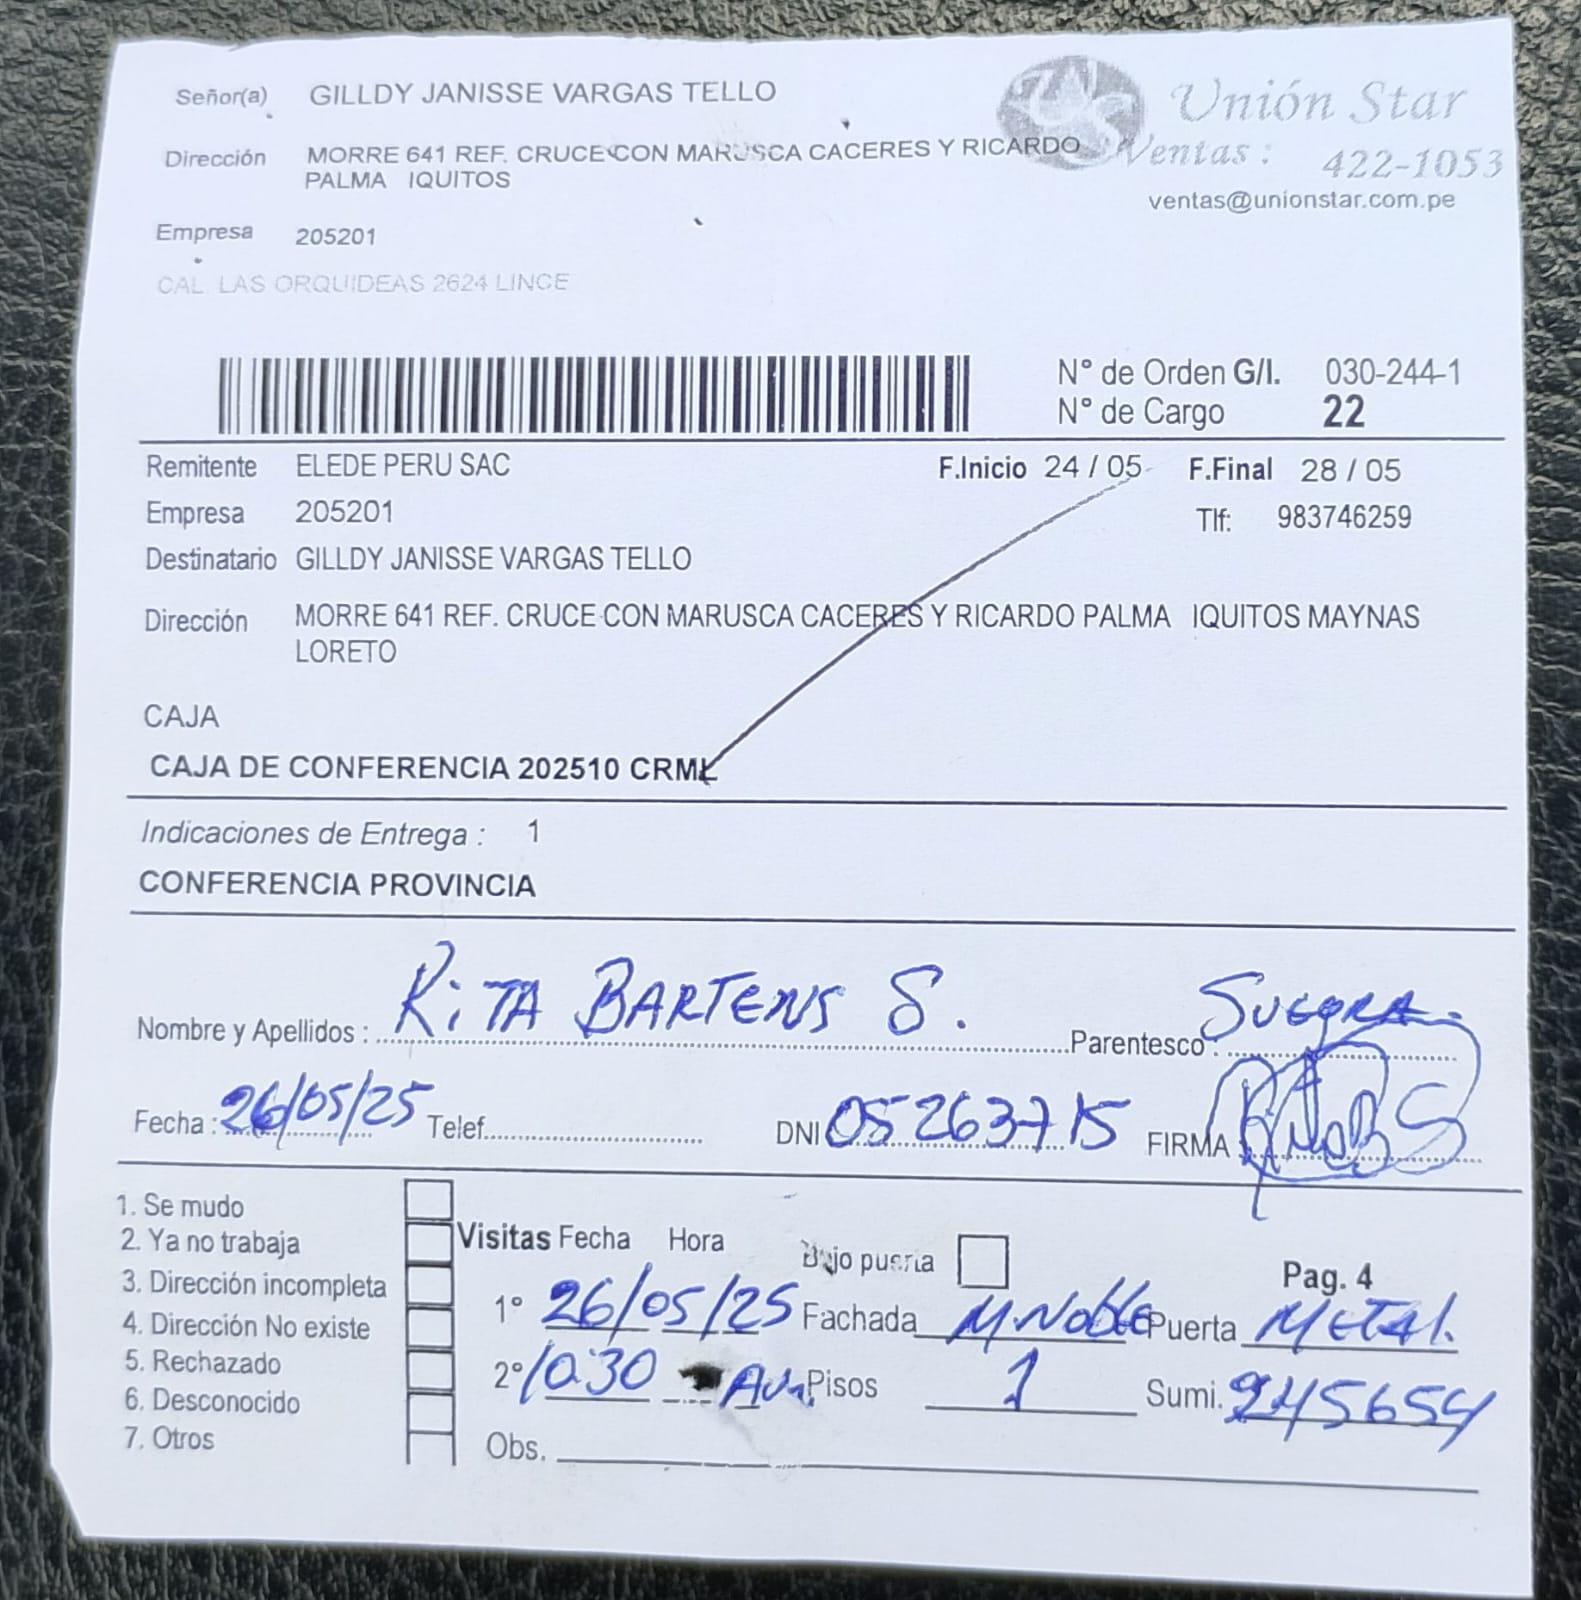 Señor(a) GILLDY JANISSE VARGAS TELLO
Unión Star
Dirección MORRE 641 REF. CRUCE CON MARUSCA CACERES Y RICARDO
PALMA IQUITOS
Ventas : 422-1053
ventas@unionstar.com.pe
Empresa 205201
CAL. LAS ORQUIDEAS 2624 LINCE
N° de Orden G/I. 030-244-1
N° de Cargo 22
Remitente ELEDE PERU SAC F.Inicio 24 / 05 F.Final 28 / 05
Empresa 205201 Tlf: 983746259
Destinatario GILLDY JANISSE VARGAS TELLO
Dirección MORRE 641 REF. CRUCE CON MARUSCA CACERES Y RICARDO PALMA IQUITOS MAYNAS
LORETO
CAJA
CAJA DE CONFERENCIA 202510 CRML
Indicaciones de Entrega : 1
CONFERENCIA PROVINCIA
Nombre y Apellidos : RiTA BARTENS S. Parentesco : SUEGRA.
Fecha : 26/05/25 Telef. DNI 05263715 FIRMA
1. Se mudo
2. Ya no trabaja
3. Dirección incompleta
4. Dirección No existe
5. Rechazado
6. Desconocido
7. Otros
Visitas Fecha Hora Bajo puerta Pag. 4
1° 26/05/25 Fachada M.Noble Puerta METAL.
2° 10:30 Am. Pisos 1 Sumi. 245654
Obs.